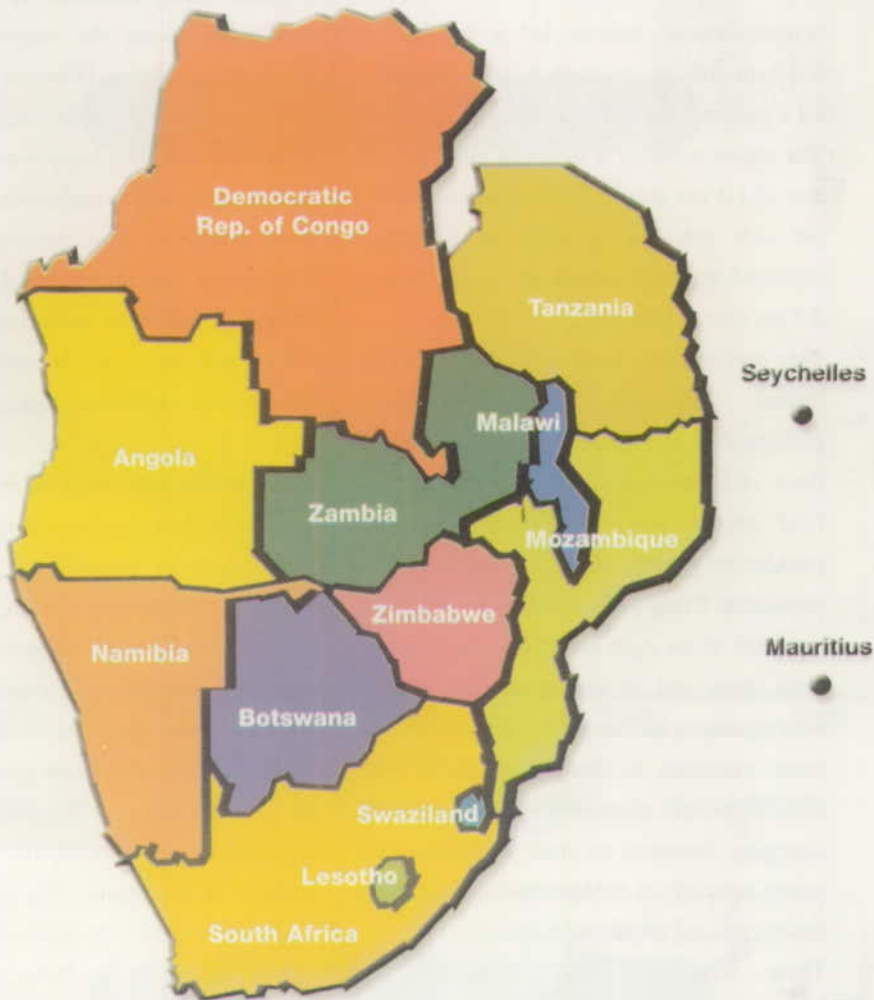 Democratic
Rep. of Congo
Tanzania
Seychelles
Malawi
Angola
Zambia
Mozambique
Zimbabwe
Namibia
Mauritius
Botswana
Swaziland
Lesotho
South Africa